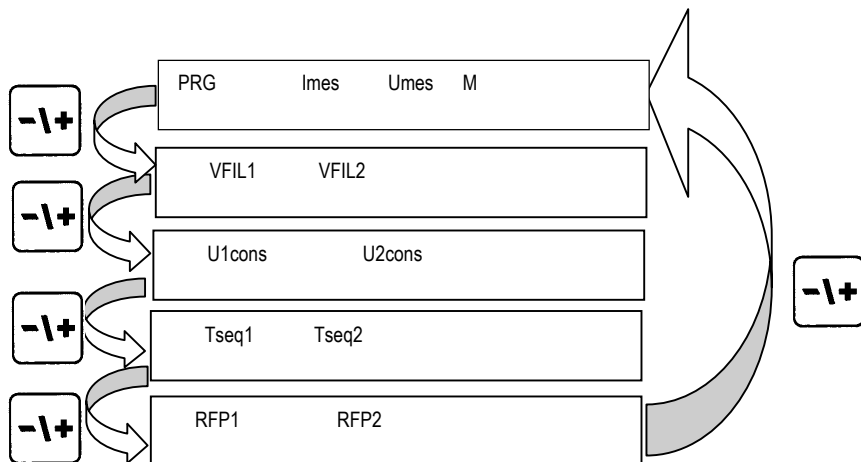 PRG Imes Umes M
-\+
VFIL1 VFIL2
-\+
U1cons U2cons
-\+
-\+
Tseq1 Tseq2
RFP1 RFP2
-\+